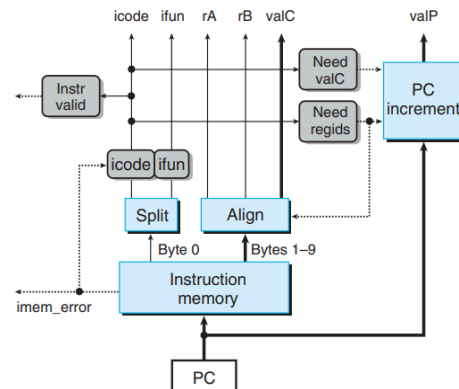 icode ifun rA rB valC valP
Need
valC
PC
increment
Instr
valid
Need
regids
icode ifun
Split
Align
Byte 0
Bytes 1–9
Instruction
memory
imem_error
PC